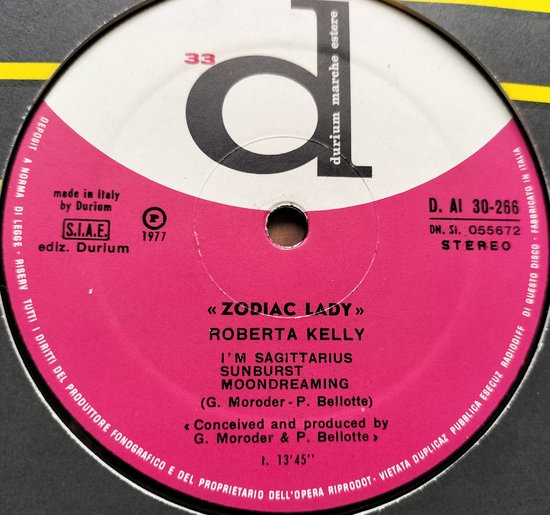 33
d
durium marche estere
made in Italy
by Durium
S.I.A.E.
ediz. Durium
P
1977
D. AI 30-266
DN. Si. 055672
STEREO
« ZODIAC LADY »
ROBERTA KELLY
I'M SAGITTARIUS
SUNBURST
MOONDREAMING
(G. Moroder - P. Bellotte)
« Conceived and produced by
G. Moroder & P. Bellotte »
t. 13'45''
DEPOSIT A NORMA DI LEGGE - RISERV TUTTI I DIRITTI DEL PRODUTTORE FONOGRAFICO E DEL PROPRIETARIO DELL'OPERA RIPRODOT - VIETATA DUPLICAZ PUBBLICA ESECUZ RADIODIFF DI QUESTO DISCO - FABBRICATO IN ITALIA